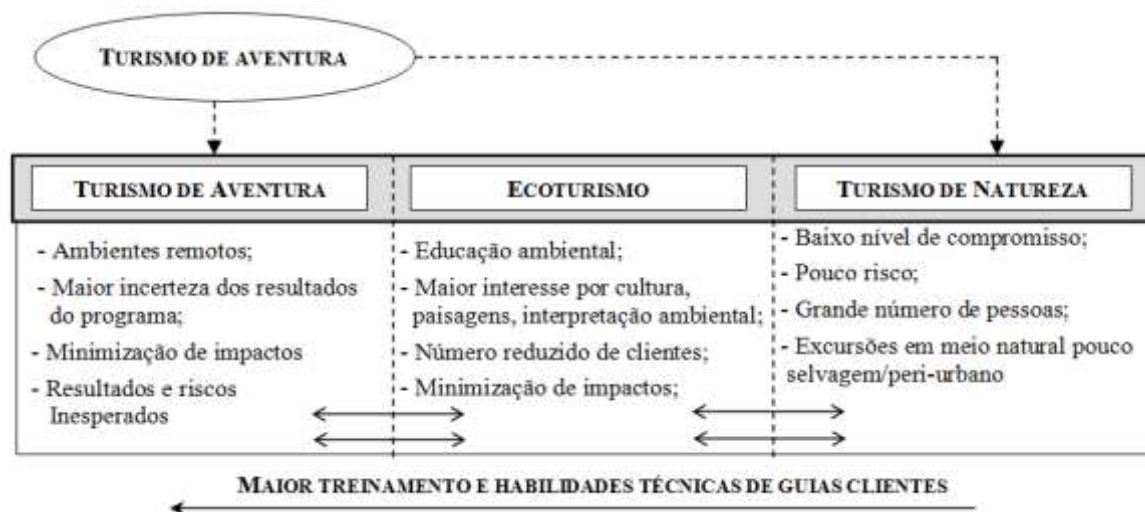 TURISMO DE AVENTURA
TURISMO DE AVENTURA
- Ambientes remotos;
- Maior incerteza dos resultados
do programa;
- Minimização de impactos
- Resultados e riscos
Inesperados
ECOTURISMO
- Educação ambiental;
- Maior interesse por cultura,
paisagens, interpretação ambiental;
- Número reduzido de clientes;
- Minimização de impactos;
TURISMO DE NATUREZA
- Baixo nível de compromisso;
- Pouco risco;
- Grande número de pessoas;
- Excursões em meio natural pouco
selvagem/peri-urbano
MAIOR TREINAMENTO E HABILIDADES TÉCNICAS DE GUIAS CLIENTES